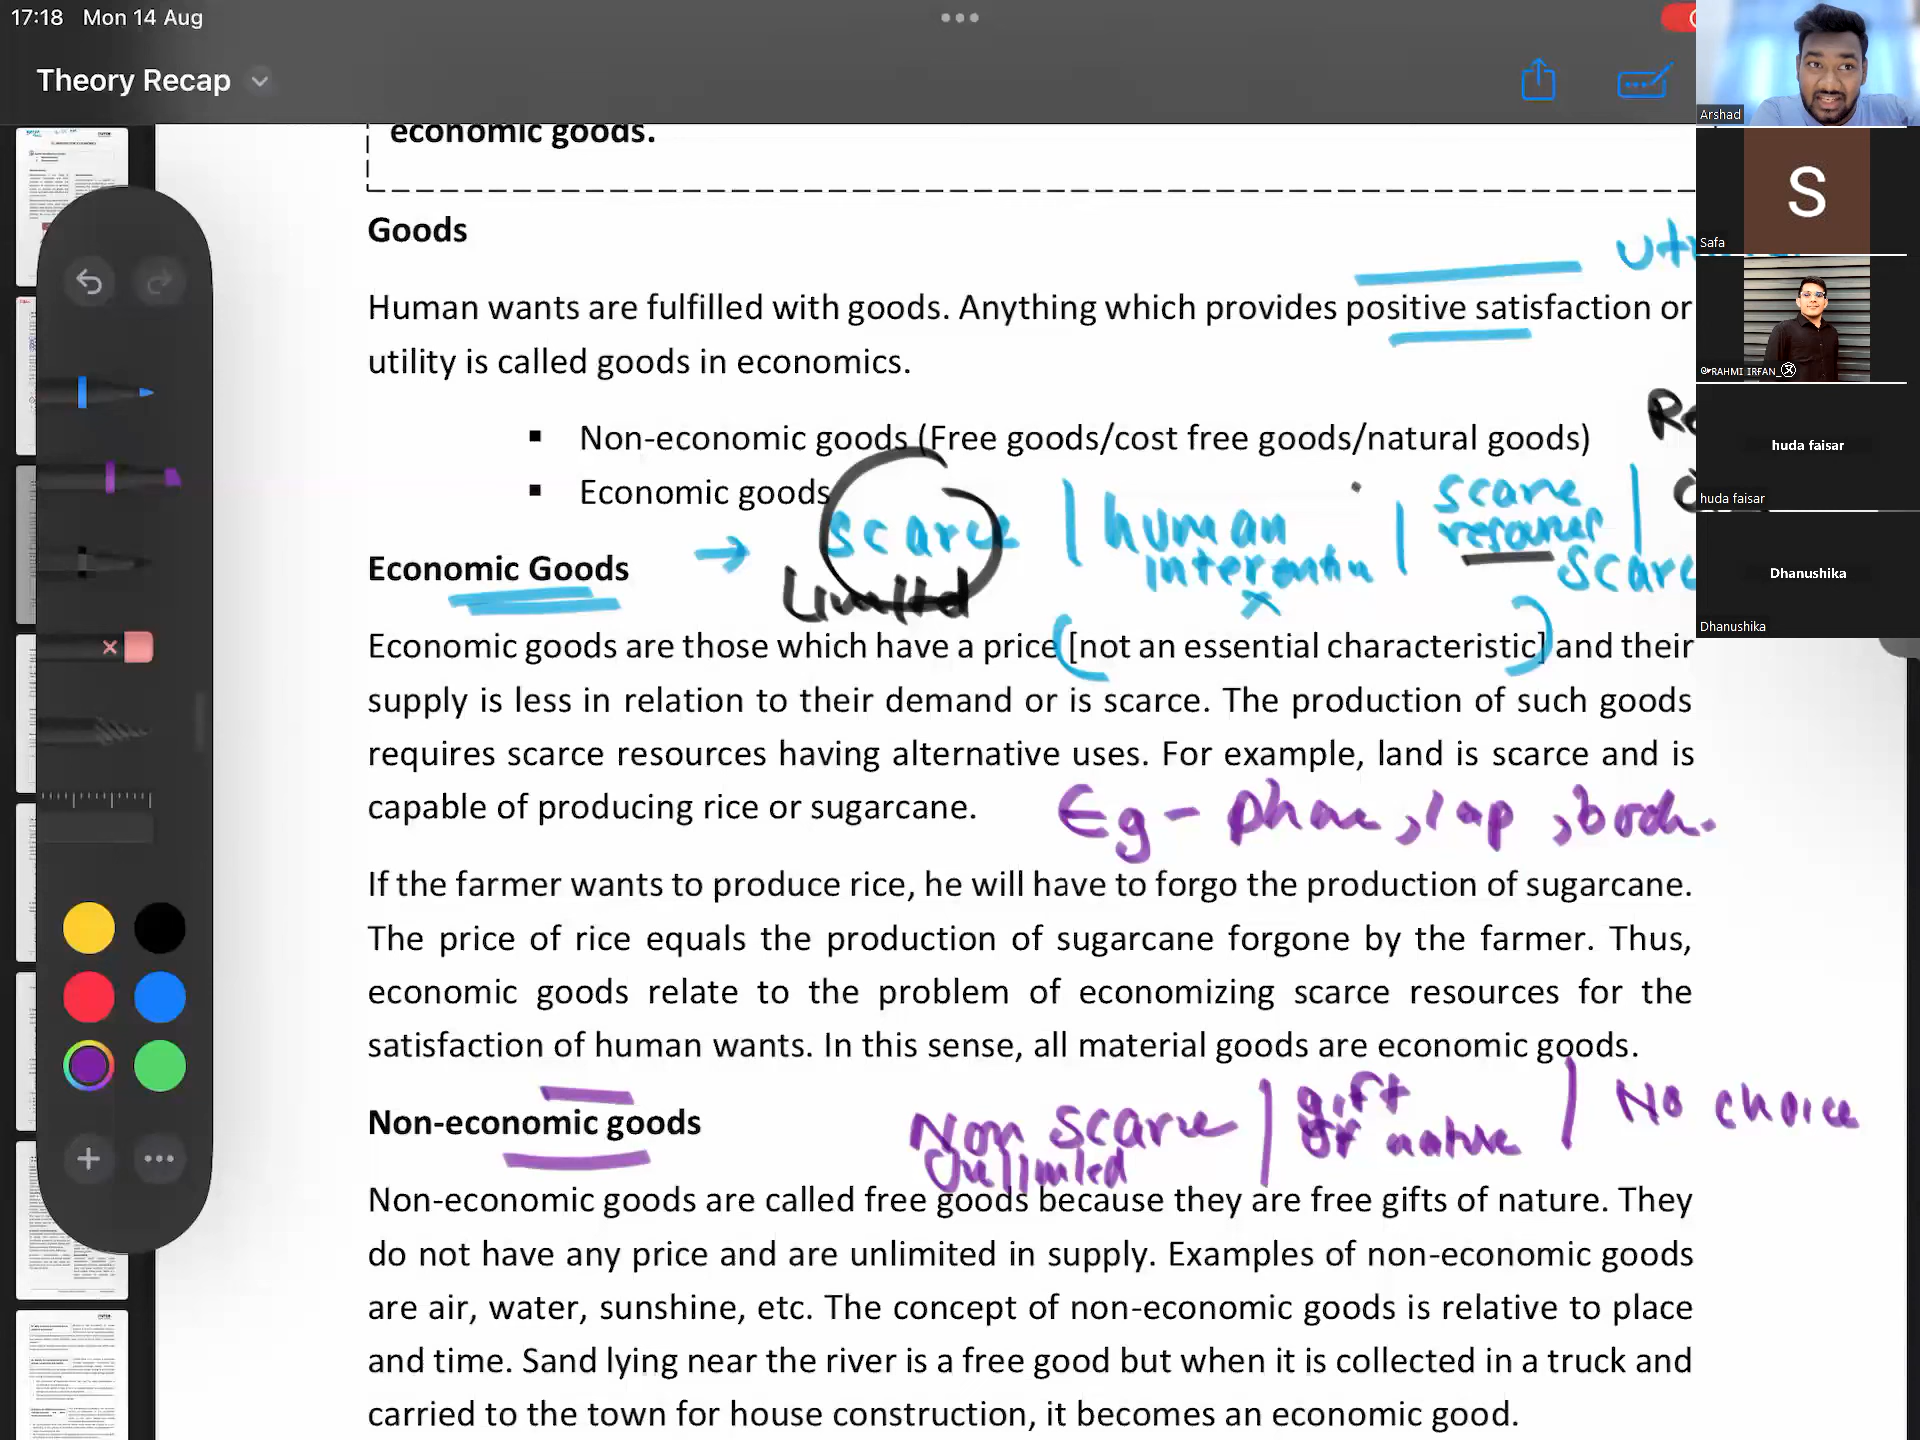 17:18 Mon 14 Aug
Theory Recap
Arshad
S
Safa
RAHMI IRFAN_
huda faisar
huda faisar
Dhanushika
Dhanushika
economic goods.
Goods
Human wants are fulfilled with goods. Anything which provides positive satisfaction or
utility is called goods in economics.
▪ Non-economic goods (Free goods/cost free goods/natural goods)
▪ Economic goods
scarce | human | scare |
Limited
Economic Goods
Economic goods are those which have a price [not an essential characteristic] and their
supply is less in relation to their demand or is scarce. The production of such goods
requires scarce resources having alternative uses. For example, land is scarce and is
capable of producing rice or sugarcane.
Eg - phone, lap, book.
If the farmer wants to produce rice, he will have to forgo the production of sugarcane.
The price of rice equals the production of sugarcane forgone by the farmer. Thus,
economic goods relate to the problem of economizing scarce resources for the
satisfaction of human wants. In this sense, all material goods are economic goods.
Non-economic goods
Non scarce | gift of nature | No choice
Unlimited
Non-economic goods are called free goods because they are free gifts of nature. They
do not have any price and are unlimited in supply. Examples of non-economic goods
are air, water, sunshine, etc. The concept of non-economic goods is relative to place
and time. Sand lying near the river is a free good but when it is collected in a truck and
carried to the town for house construction, it becomes an economic good.